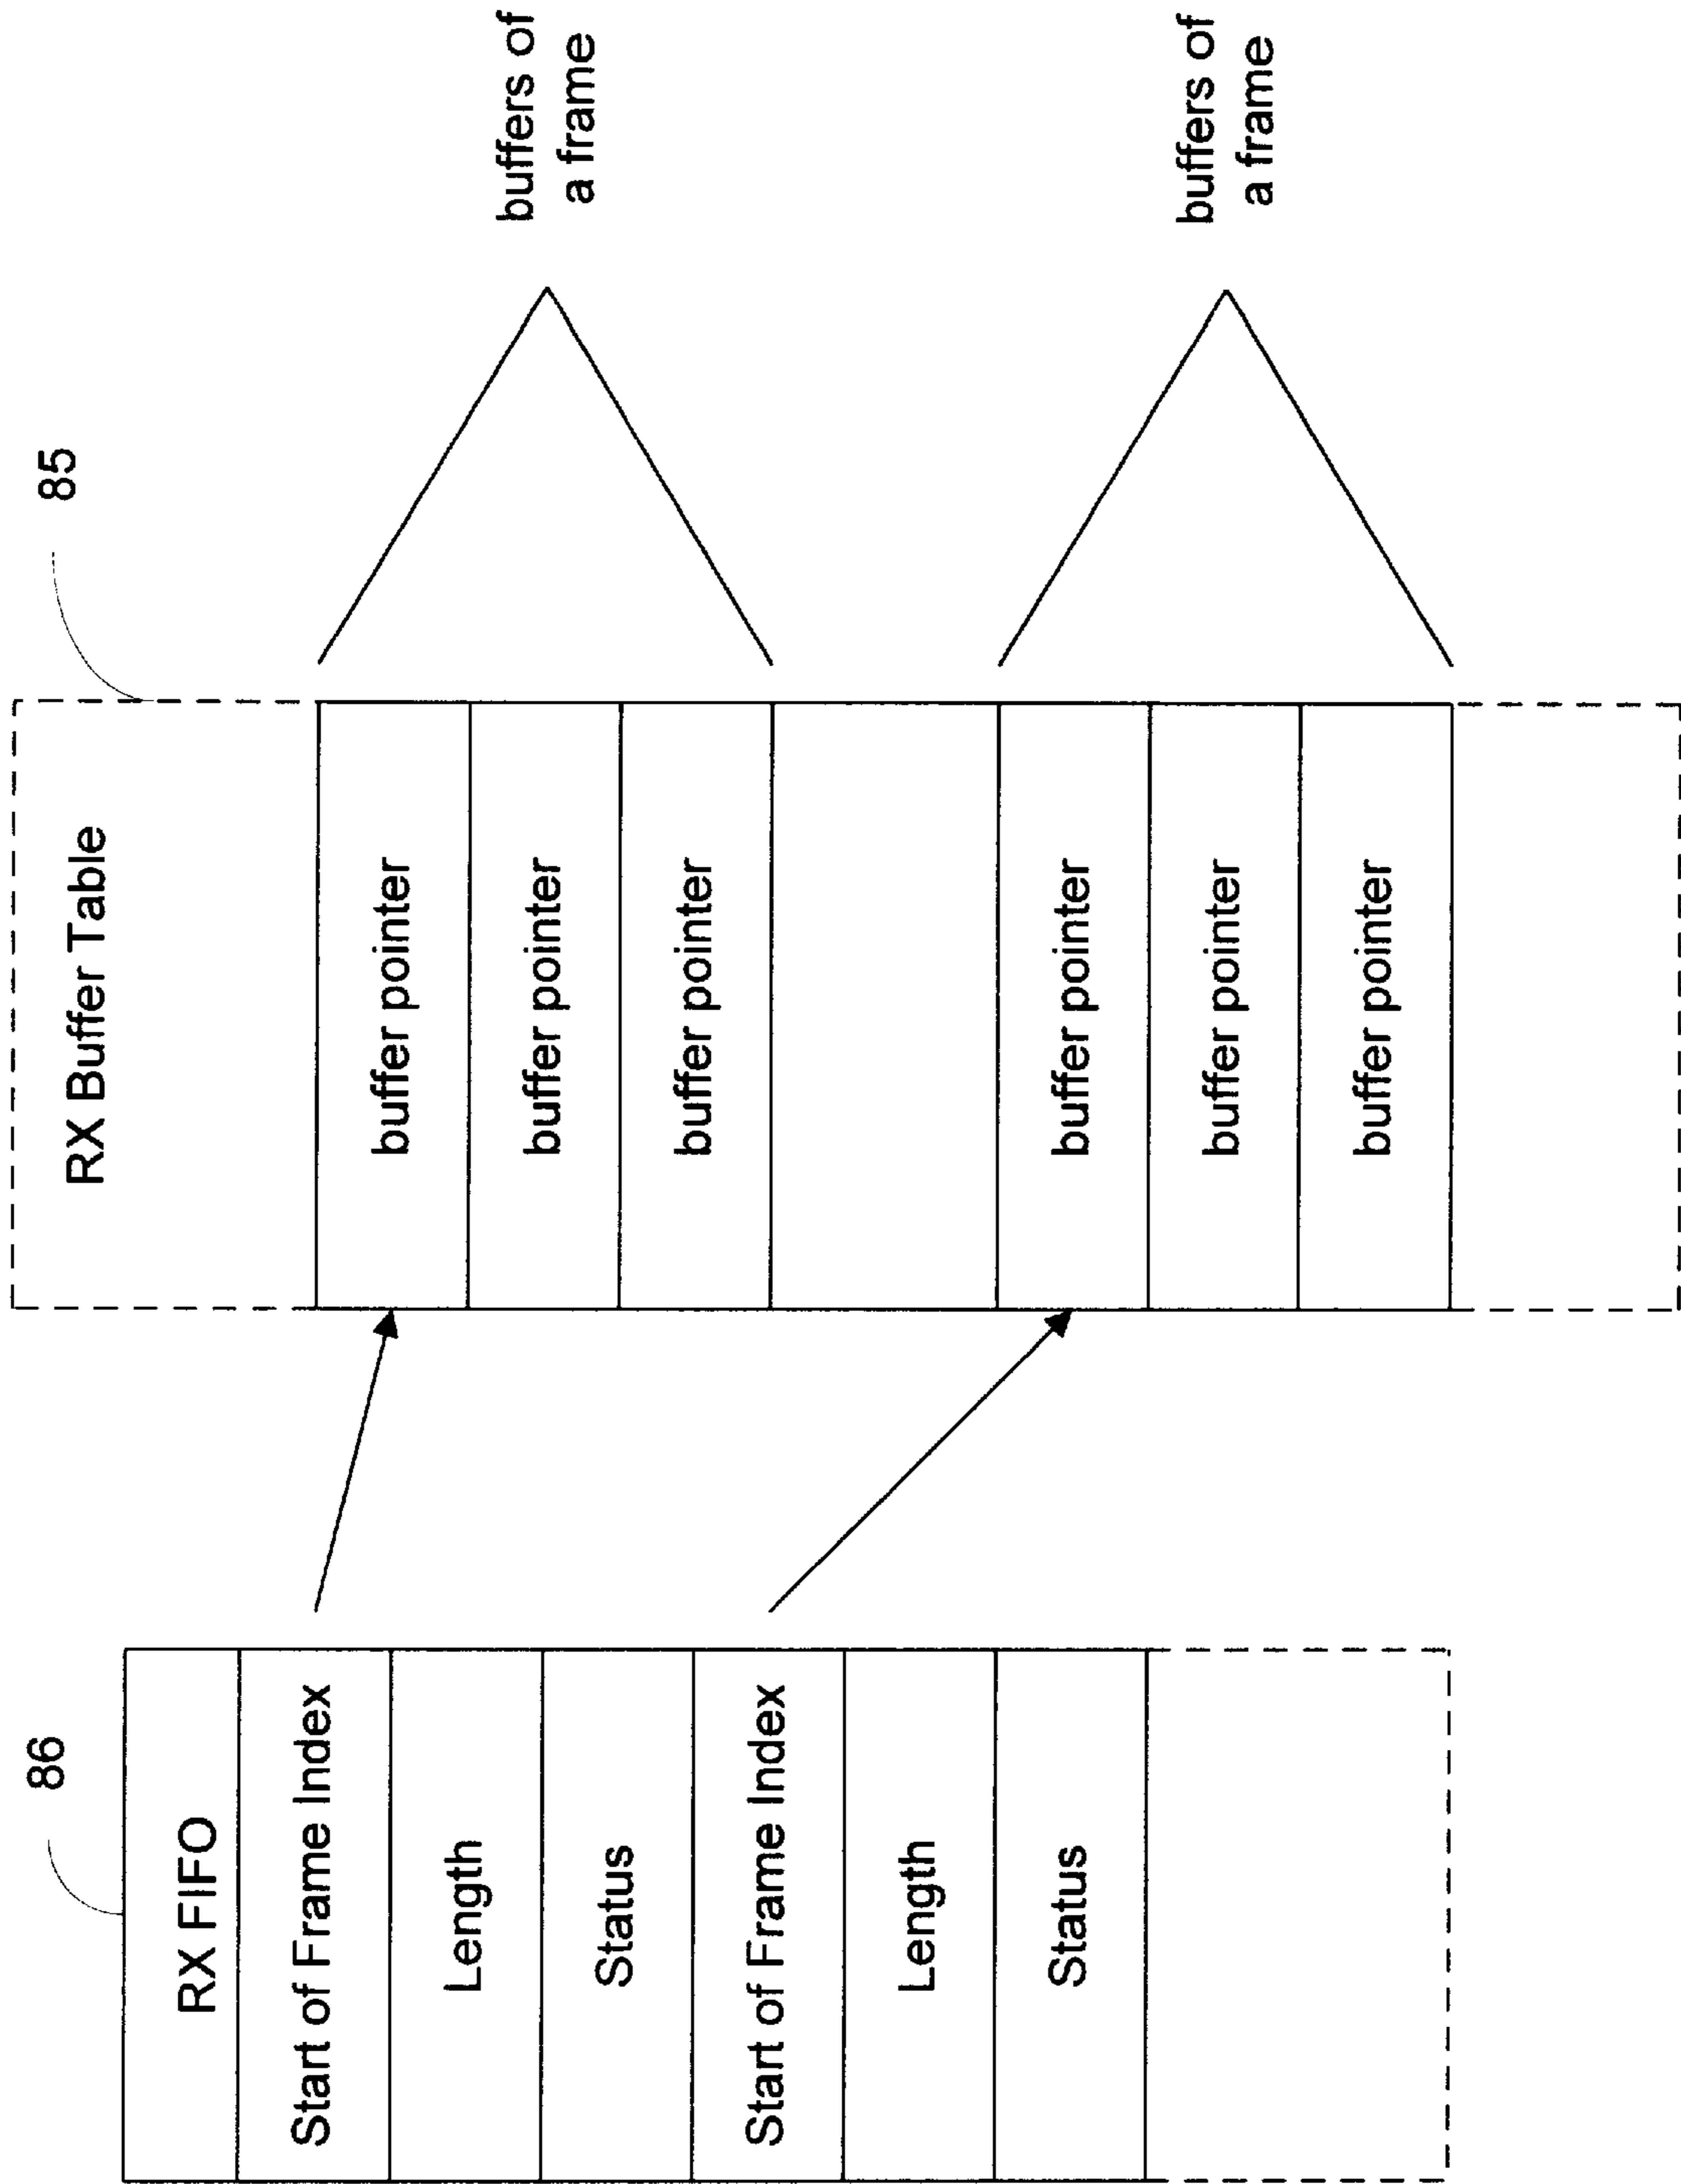 86
RX FIFO
Start of Frame Index
Length
Status
Start of Frame Index
Length
Status
85
RX Buffer Table
buffer pointer
buffer pointer
buffer pointer
buffer pointer
buffer pointer
buffer pointer
buffers of
a frame
buffers of
a frame